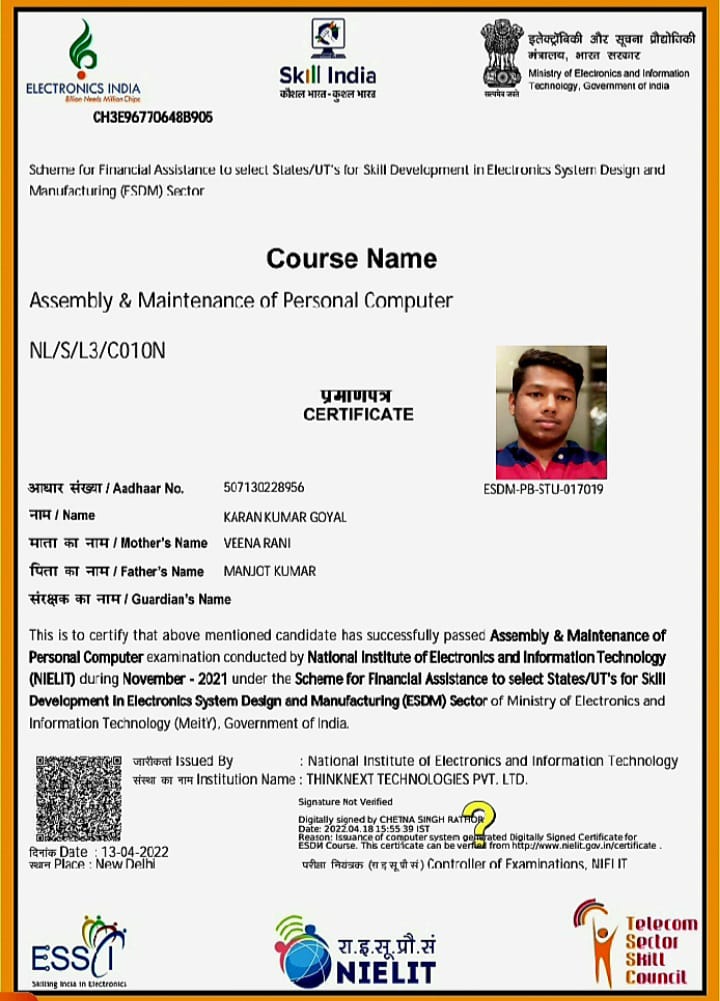 ELECTRONICS INDIA
Billion Needs Million Chips
CH3E96770648B905
Skill India
कौशल भारत - कुशल भारत
सत्यमेव जयते
इलेक्ट्रॉनिकी और सूचना प्रौद्योगिकी
मंत्रालय, भारत सरकार
Ministry of Electronics and Information
Technology, Government of India
Scheme for Financial Assistance to select States/UT's for Skill Development in Electronics System Design and
Manufacturing (ESDM) Sector
Course Name
Assembly & Maintenance of Personal Computer
NL/S/L3/C010N
प्रमाणपत्र
CERTIFICATE
ESDM-PB-STU-017019
आधार संख्या / Aadhaar No. 507130228956
नाम / Name KARAN KUMAR GOYAL
माता का नाम / Mother's Name VEENA RANI
पिता का नाम / Father's Name MANJOT KUMAR
संरक्षक का नाम / Guardian's Name
This is to certify that above mentioned candidate has successfully passed Assembly & Maintenance of
Personal Computer examination conducted by National Institute of Electronics and Information Technology
(NIELIT) during November - 2021 under the Scheme for Financial Assistance to select States/UT's for Skill
Development in Electronics System Design and Manufacturing (ESDM) Sector of Ministry of Electronics and
Information Technology (MeitY), Government of India.
जारीकर्ता Issued By : National Institute of Electronics and Information Technology
संस्था का नाम Institution Name : THINKNEXT TECHNOLOGIES PVT. LTD.
Signature Not Verified
Digitally signed by CHETNA SINGH RATHOR
Date: 2022.04.18 15:55:39 IST
Reason: Issuance of computer system generated Digitally Signed Certificate for
ESDM Course. This certificate can be verified from http://www.nielit.gov.in/certificate .
दिनांक Date : 13-04-2022
स्थान Place : New Delhi
परीक्षा नियंत्रक (रा इ सू प्रौ सं) Controller of Examinations, NIELIT
ESSCI
Skilling India in Electronics
रा.इ.सू.प्रौ.सं
NIELIT
Telecom
Sector
Skill
Council